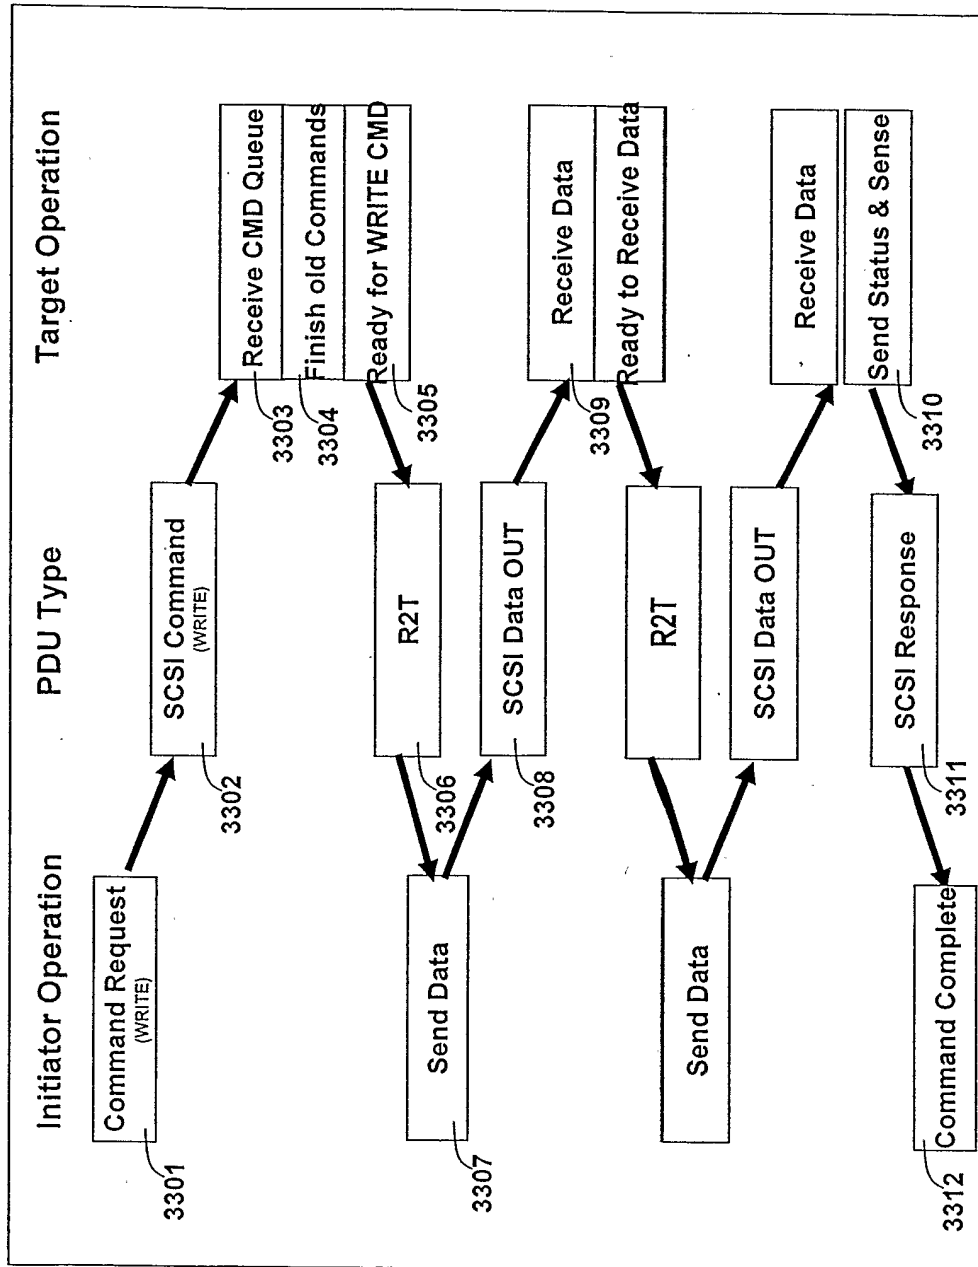 Initiator Operation
PDU Type
Target Operation
Command Request
(WRITE)
3301
SCSI Command
(WRITE)
3302
Receive CMD Queue
3303
Finish old Commands
3304
Ready for WRITE CMD
3305
R2T
3306
Send Data
3307
SCSI Data OUT
3308
Receive Data
3309
Ready to Receive Data
R2T
Send Data
SCSI Data OUT
Receive Data
Send Status & Sense
3310
SCSI Response
3311
Command Complete
3312